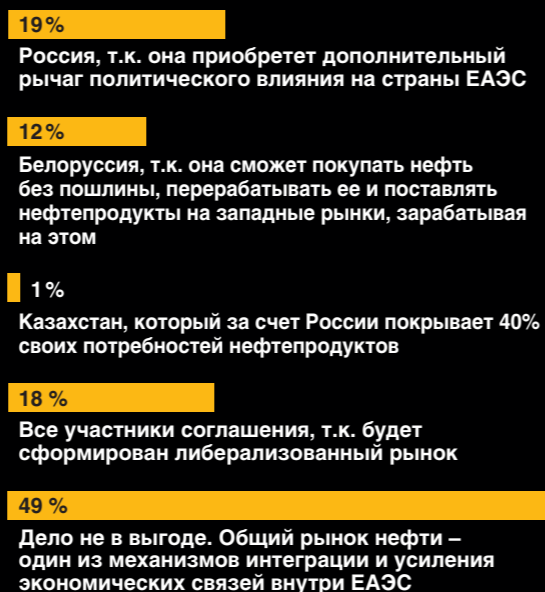 19%
Россия, т.к. она приобретет дополнительный
рычаг политического влияния на страны ЕАЭС
12%
Белоруссия, т.к. она сможет покупать нефть
без пошлины, перерабатывать ее и поставлять
нефтепродукты на западные рынки, зарабатывая
на этом
1%
Казахстан, который за счет России покрывает 40%
своих потребностей нефтепродуктов
18 %
Все участники соглашения, т.к. будет
сформирован либерализованный рынок
49 %
Дело не в выгоде. Общий рынок нефти –
один из механизмов интеграции и усиления
экономических связей внутри ЕАЭС